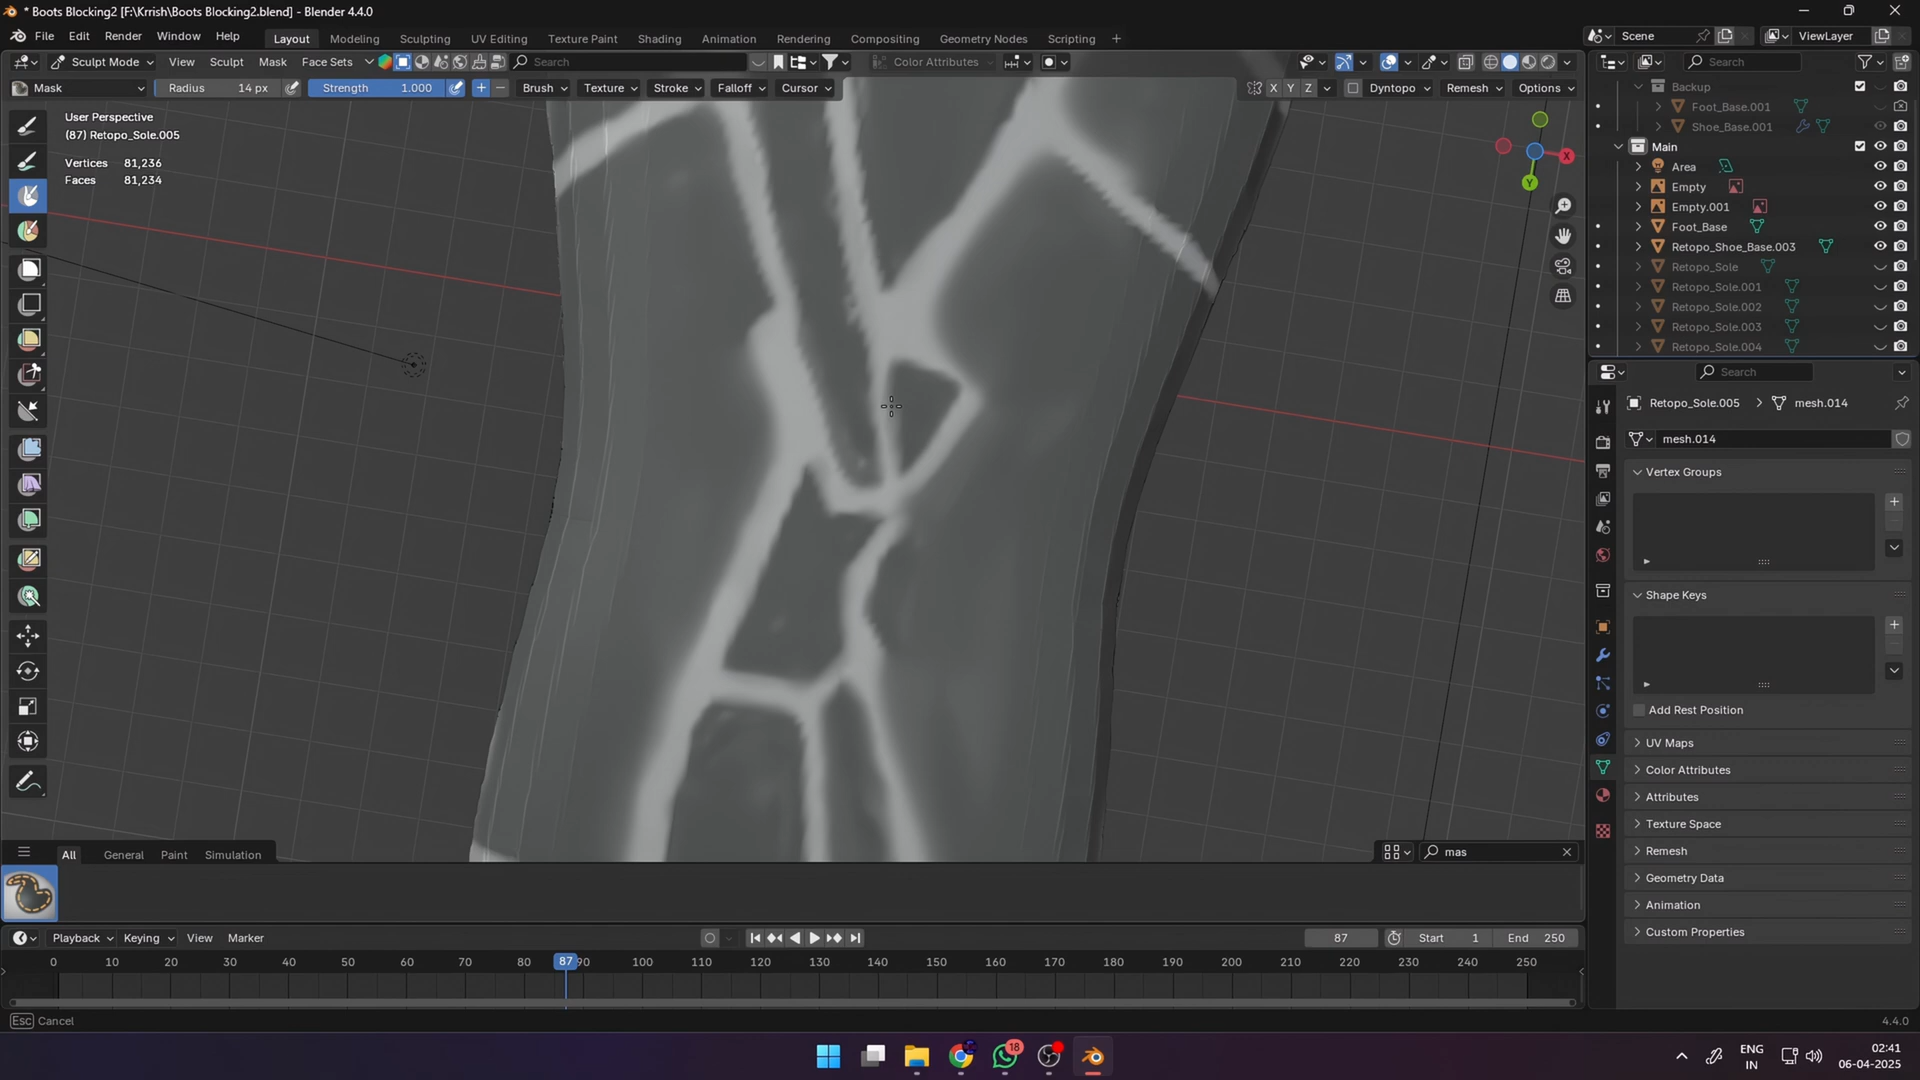 * Boots Blocking2 [F:\Krrish\Boots Blocking2.blend] - Blender 4.4.0
File Edit Render Window Help Layout Modeling Sculpting UV Editing Texture Paint Shading Animation Rendering Compositing Geometry Nodes Scripting + Scene ViewLayer
Sculpt Mode View Sculpt Mask Face Sets Search Color Attributes Search
Mask Radius 14 px Strength 1.000 Brush Texture Stroke Falloff Cursor X Y Z Dyntopo Remesh Options
User Perspective
(87) Retopo_Sole.005
Vertices 81,236
Faces 81,234
X
Y
Backup
Foot_Base.001
Shoe_Base.001
Main
Area
Empty
Empty.001
Foot_Base
Retopo_Shoe_Base.003
Retopo_Sole
Retopo_Sole.001
Retopo_Sole.002
Retopo_Sole.003
Retopo_Sole.004
Search
Retopo_Sole.005 mesh.014
mesh.014
Vertex Groups
Shape Keys
Add Rest Position
UV Maps
Color Attributes
Attributes
Texture Space
Remesh
Geometry Data
Animation
Custom Properties
All General Paint Simulation mas
Playback Keying View Marker 87 Start 1 End 250
0 10 20 30 40 50 60 70 80 87 90 100 110 120 130 140 150 160 170 180 190 200 210 220 230 240 250
Esc Cancel 4.4.0
18
ENG
IN
02:41
06-04-2025